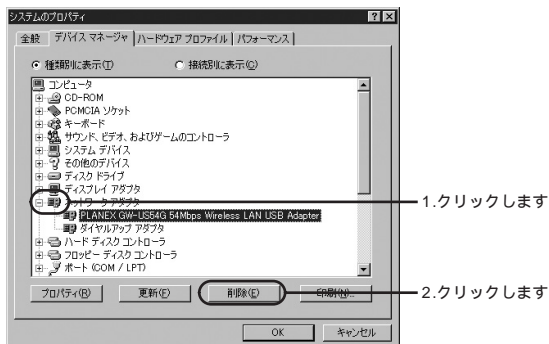 システムのプロパティ
全般 デバイス マネージャ ハードウェア プロファイル パフォーマンス
種類別に表示(T) 接続別に表示(C)
コンピュータ
CD-ROM
PCMCIA ソケット
キーボード
サウンド、ビデオ、およびゲームのコントローラ
システム デバイス
その他のデバイス
ディスク ドライブ
ディスプレイ アダプタ
ネットワーク アダプタ
1.クリックします
PLANEX GW-US54G 54Mbps Wireless LAN USB Adapter
ダイヤルアップ アダプタ
ハード ディスク コントローラ
フロッピー ディスク コントローラ
ポート (COM / LPT)
プロパティ(R) 更新(F) 削除(E) 印刷(N)...
2.クリックします
OK キャンセル